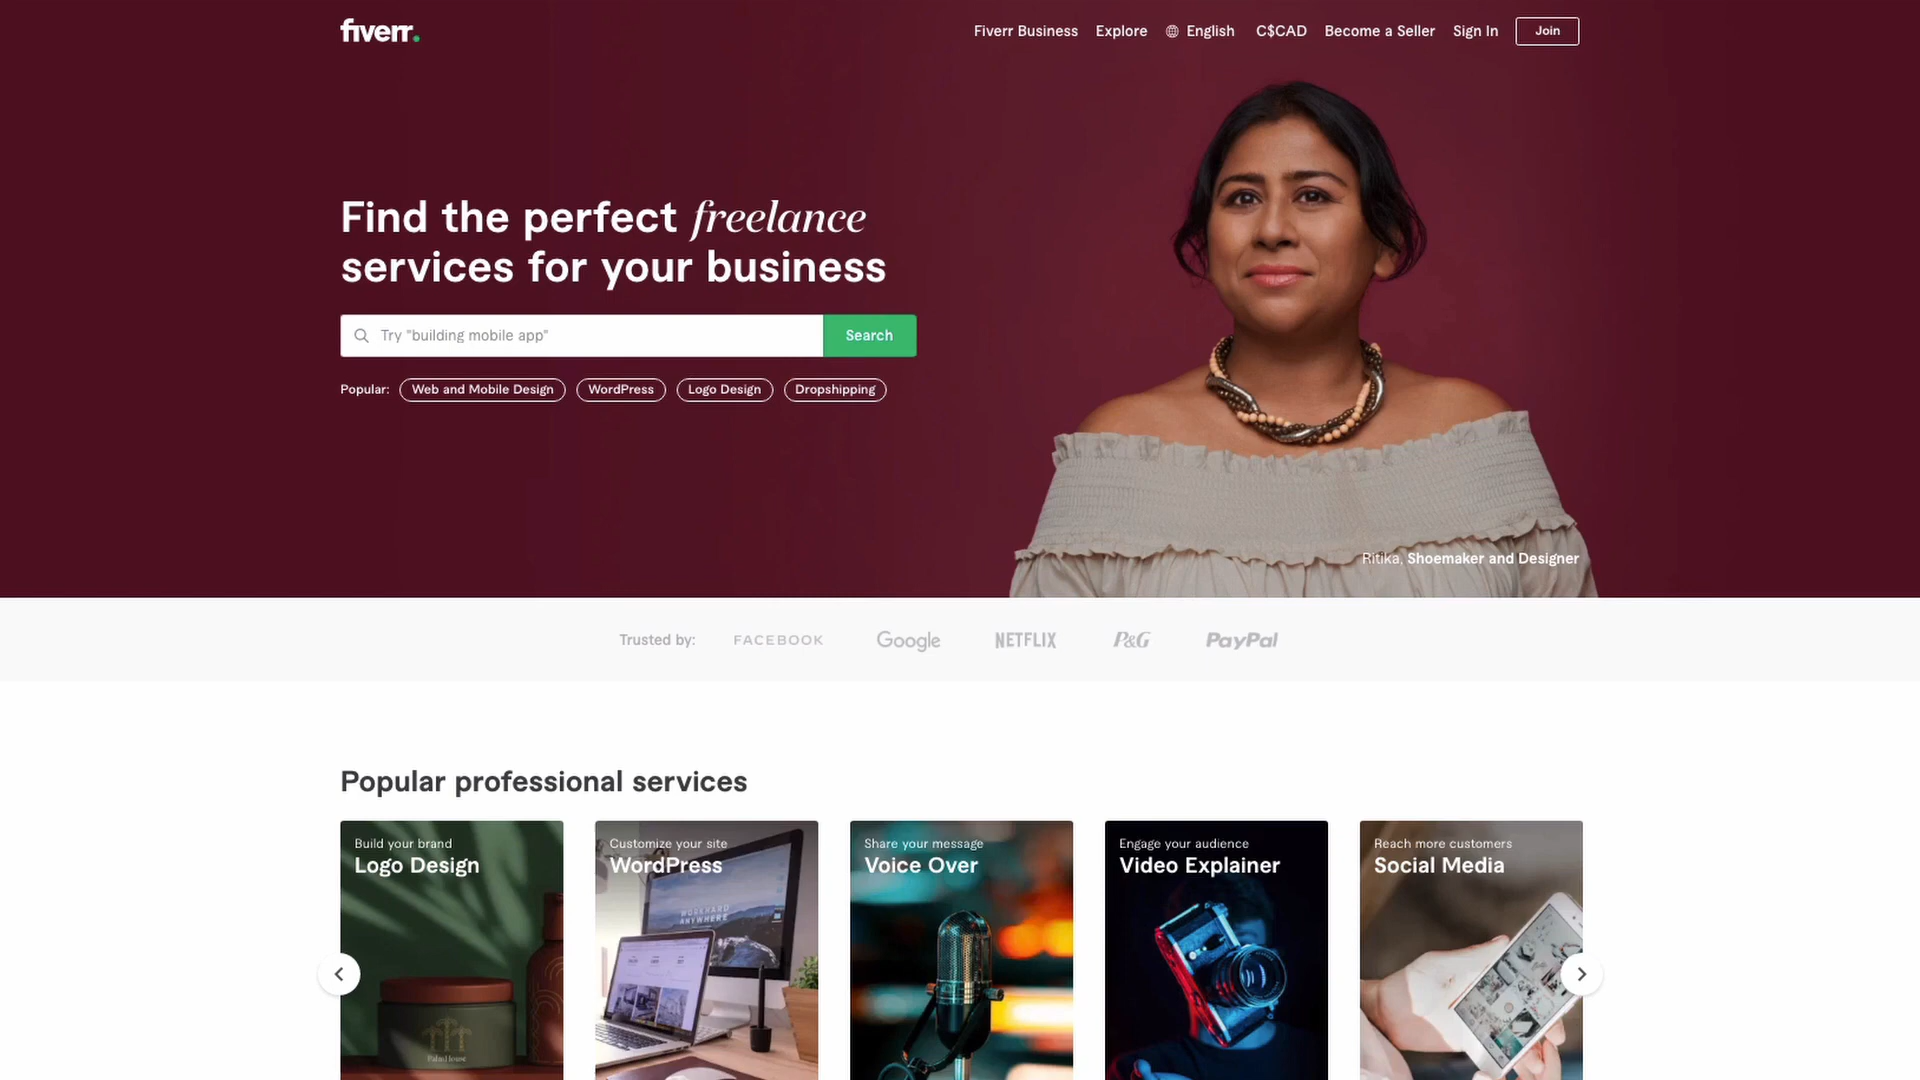 fiverr.
Fiverr Business Explore English C$CAD Become a Seller Sign In Join
Find the perfect freelance
services for your business
Try "building mobile app" Search
Popular: Web and Mobile Design WordPress Logo Design Dropshipping
Ritika, Shoemaker and Designer
Trusted by: FACEBOOK Google NETFLIX P&G PayPal
Popular professional services
Build your brand
Logo Design
Customize your site
WordPress
WORKHARD
ANYWHERE
Share your message
Voice Over
Engage your audience
Video Explainer
Reach more customers
Social Media